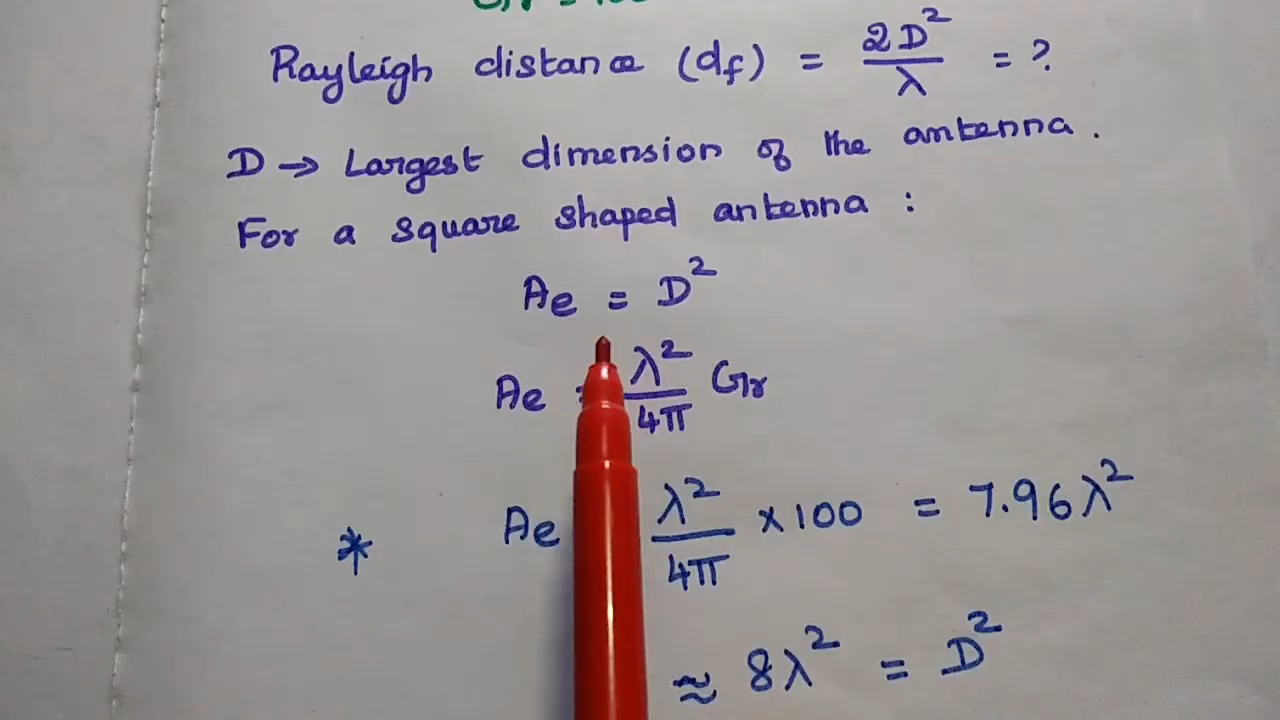 Rayleigh distance (df) = 2D²/λ = ?
D → Largest dimension of the antenna.
For a square shaped antenna :
Ae = D²
Ae = λ²/4π Gr
* Ae λ²/4π × 100 = 7.96λ²
≈ 8λ² = D²